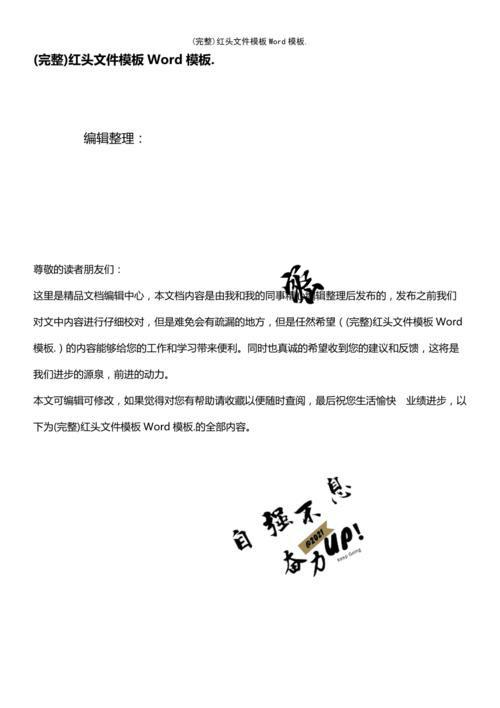 (完整)红头文件模板Word模板.
(完整)红头文件模板 Word 模板.
编辑整理：
尊敬的读者朋友们：
这里是精品文档编辑中心，本文档内容是由我和我的同事精心编辑整理后发布的，发布之前我们
对文中内容进行仔细校对，但是难免会有疏漏的地方，但是任然希望（(完整)红头文件模板 Word
模板.）的内容能够给您的工作和学习带来便利。同时也真诚的希望收到您的建议和反馈，这将是
我们进步的源泉，前进的动力。
本文可编辑可修改，如果觉得对您有帮助请收藏以便随时查阅，最后祝您生活愉快 业绩进步，以
下为(完整)红头文件模板 Word 模板.的全部内容。
自强不息
@2021
奋力UP!
Keep Going